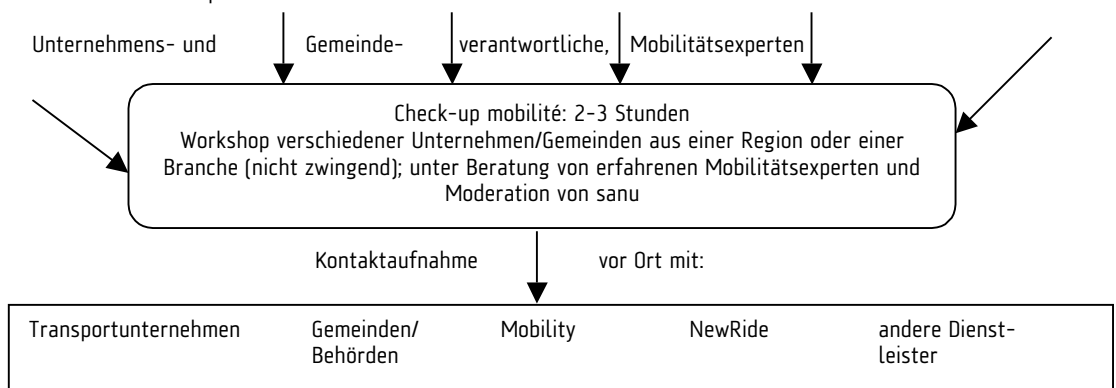 Unternehmens- und Gemeinde- verantwortliche, Mobilitätsexperten
Check-up mobilité: 2-3 Stunden
Workshop verschiedener Unternehmen/Gemeinden aus einer Region oder einer
Branche (nicht zwingend); unter Beratung von erfahrenen Mobilitätsexperten und
Moderation von sanu
Kontaktaufnahme vor Ort mit:
Transportunternehmen
Gemeinden/
Behörden
Mobility
NewRide
andere Dienst-
leister